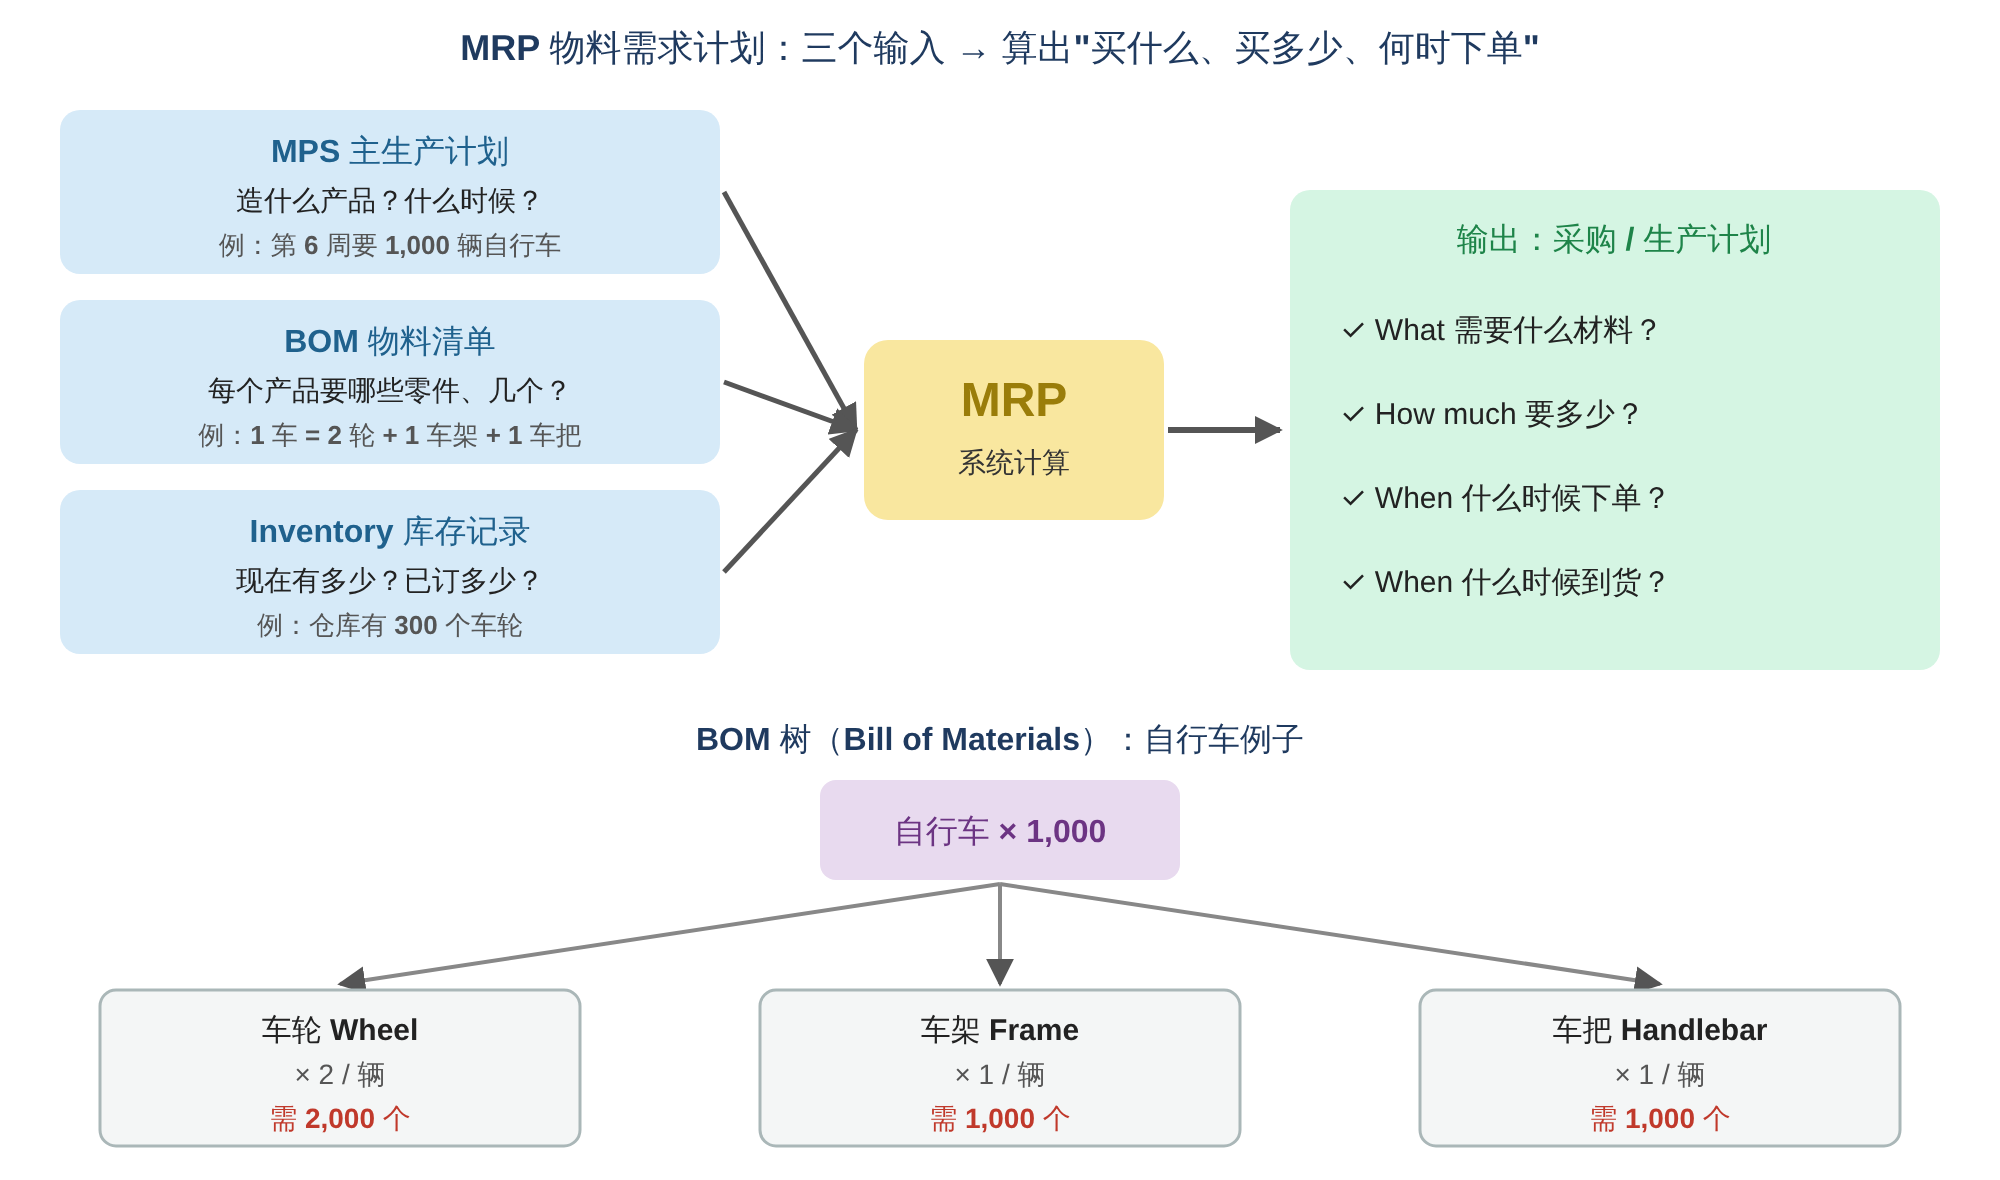 MRP 物料需求计划：三个输入 → 算出"买什么、买多少、何时下单"
MPS 主生产计划
造什么产品？什么时候？
例：第 6 周要 1,000 辆自行车
BOM 物料清单
每个产品要哪些零件、几个？
例：1 车 = 2 轮 + 1 车架 + 1 车把
Inventory 库存记录
现在有多少？已订多少？
例：仓库有 300 个车轮
MRP
系统计算
输出：采购 / 生产计划
✓ What 需要什么材料？
✓ How much 要多少？
✓ When 什么时候下单？
✓ When 什么时候到货？
BOM 树（Bill of Materials）：自行车例子
自行车 × 1,000
车轮 Wheel
× 2 / 辆
需 2,000 个
车架 Frame
× 1 / 辆
需 1,000 个
车把 Handlebar
× 1 / 辆
需 1,000 个